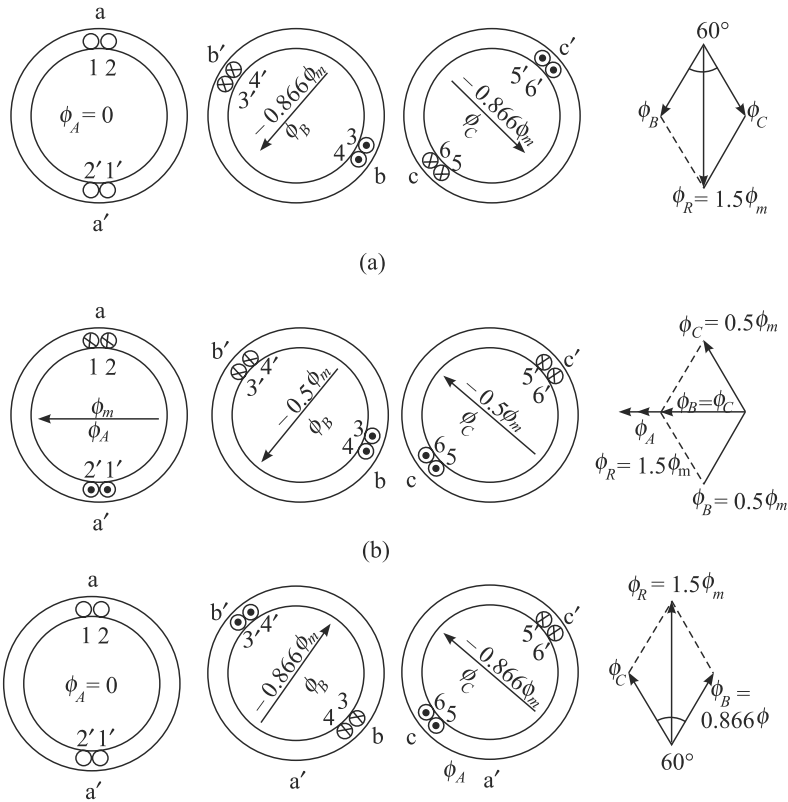 a
1 2
ϕA = 0
2′ 1′
a′
b′
4′
3′
– 0.866ϕm
ϕB
3
4
b
c′
5′
6′
– 0.866ϕm
ϕC
6
5
c
60°
ϕB
ϕC
ϕR = 1.5ϕm
(a)
a
1 2
ϕm
ϕA
2′ 1′
a′
b′
4′
3′
– 0.5ϕm
ϕB
3
4
b
c′
5′
6′
– 0.5ϕm
ϕC
6
5
c
ϕC = 0.5ϕm
ϕB = ϕC
ϕA
ϕR = 1.5ϕm
ϕB = 0.5ϕm
(b)
a
1 2
ϕA = 0
2′ 1′
a′
b′
3′ 4′
– 0.866ϕm
ϕB
3
4
b
a′
c′
5′
6′
– 0.866ϕm
ϕC
6
5
c
ϕA a′
ϕR = 1.5ϕm
ϕC
ϕB =
0.866ϕ
60°